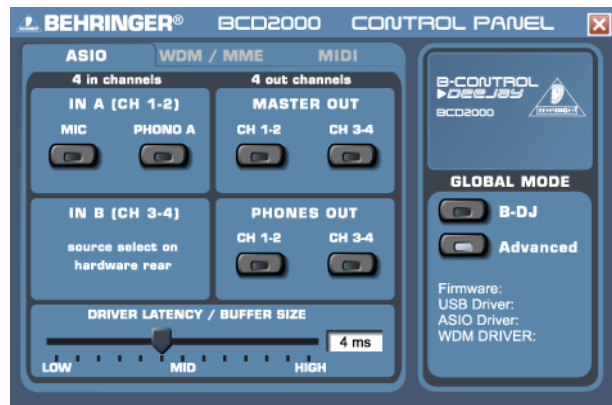 BEHRINGER® BCD2000 CONTROL PANEL
ASIO WDM / MME MIDI
4 in channels
IN A (CH 1-2)
MIC PHONO A
IN B (CH 3-4)
source select on
hardware rear
4 out channels
MASTER OUT
CH 1-2 CH 3-4
PHONES OUT
CH 1-2 CH 3-4
DRIVER LATENCY / BUFFER SIZE
4 ms
LOW MID HIGH
B-CONTROL
DEEJAY
BCD2000
BEHRINGER
GLOBAL MODE
B-DJ
Advanced
Firmware:
USB Driver:
ASIO Driver:
WDM DRIVER: